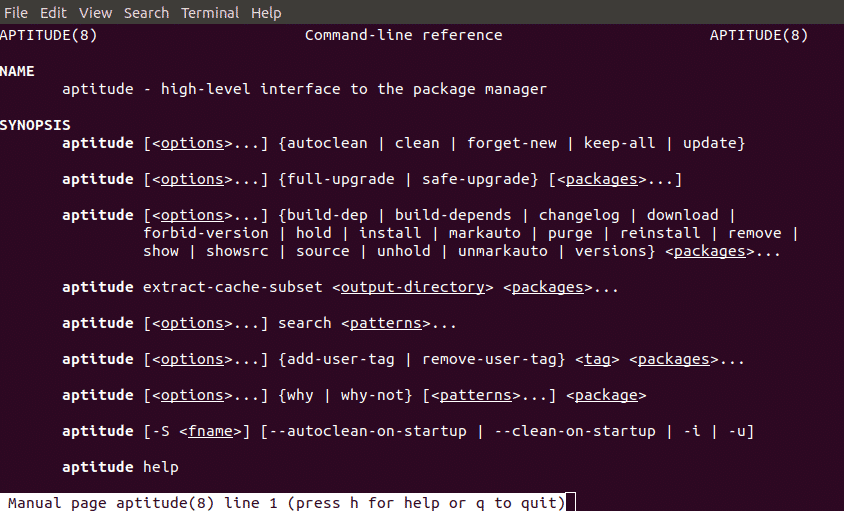 File Edit View Search Terminal Help
APTITUDE(8) Command-line reference APTITUDE(8)
NAME
aptitude - high-level interface to the package manager
SYNOPSIS
aptitude [<options>...] {autoclean | clean | forget-new | keep-all | update}
aptitude [<options>...] {full-upgrade | safe-upgrade} [<packages>...]
aptitude [<options>...] {build-dep | build-depends | changelog | download |
forbid-version | hold | install | markauto | purge | reinstall | remove |
show | showsrc | source | unhold | unmarkauto | versions} <packages>...
aptitude extract-cache-subset <output-directory> <packages>...
aptitude [<options>...] search <patterns>...
aptitude [<options>...] {add-user-tag | remove-user-tag} <tag> <packages>...
aptitude [<options>...] {why | why-not} [<patterns>...] <package>
aptitude [-S <fname>] [--autoclean-on-startup | --clean-on-startup | -i | -u]
aptitude help
Manual page aptitude(8) line 1 (press h for help or q to quit)